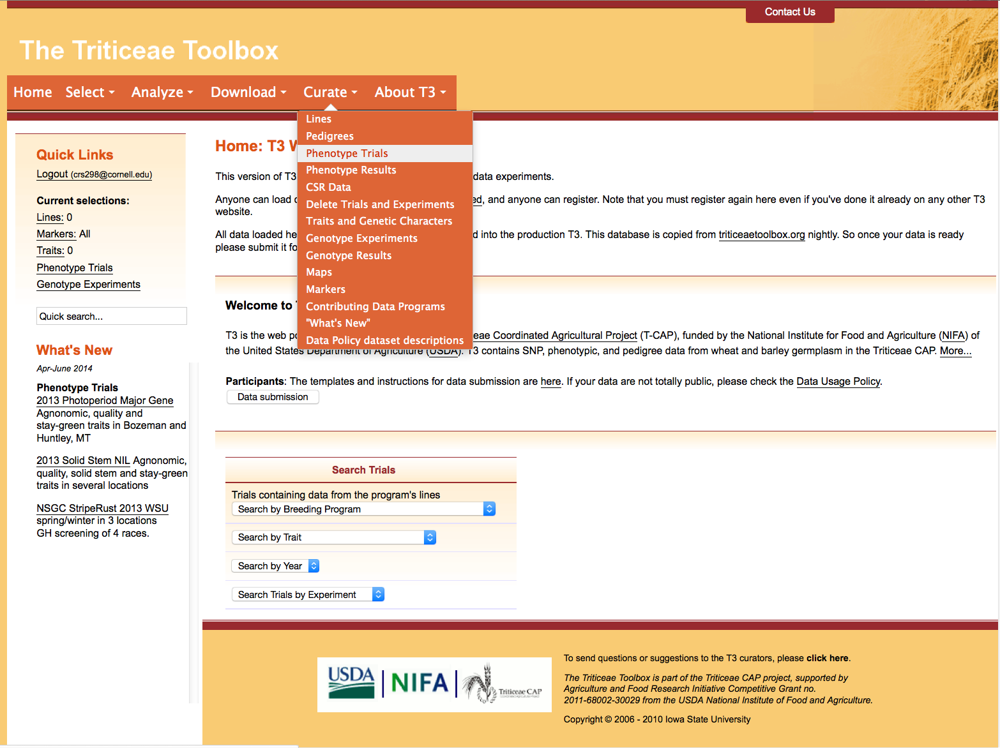 Contact Us
The Triticeae Toolbox
Home Select Analyze Download Curate About T3
Lines
Pedigrees
Phenotype Trials
Phenotype Results
CSR Data
Delete Trials and Experiments
Traits and Genetic Characters
Genotype Experiments
Genotype Results
Maps
Markers
Contributing Data Programs
"What's New"
Data Policy dataset descriptions
Quick Links
Logout (crs298@cornell.edu)
Current selections:
Lines: 0
Markers: All
Traits: 0
Phenotype Trials
Genotype Experiments
Quick search...
What's New
Apr-June 2014
Phenotype Trials
2013 Photoperiod Major Gene
Agnonomic, quality and
stay-green traits in Bozeman and
Huntley, MT
2013 Solid Stem NIL Agnonomic,
quality, solid stem and stay-green
traits in several locations
NSGC StripeRust 2013 WSU
spring/winter in 3 locations
GH screening of 4 races.
Home: T3 W
This version of T3 data experiments.
Anyone can load ed, and anyone can register. Note that you must register again here even if you've done it already on any other T3
website.
All data loaded he d into the production T3. This database is copied from triticeaetoolbox.org nightly. So once your data is ready
please submit it fo
Welcome to
T3 is the web po eae Coordinated Agricultural Project (T-CAP), funded by the National Institute for Food and Agriculture (NIFA) of
the United States Department of Agriculture (USDA). T3 contains SNP, phenotypic, and pedigree data from wheat and barley germplasm in the Triticeae CAP. More...
Participants: The templates and instructions for data submission are here. If your data are not totally public, please check the Data Usage Policy.
Data submission
Search Trials
Trials containing data from the program's lines
Search by Breeding Program
Search by Trait
Search by Year
Search Trials by Experiment
USDA NIFA Triticeae CAP
To send questions or suggestions to the T3 curators, please click here.
The Triticeae Toolbox is part of the Triticeae CAP project, supported by
Agriculture and Food Research Initiative Competitive Grant no.
2011-68002-30029 from the USDA National Institute of Food and Agriculture.
Copyright © 2006 - 2010 Iowa State University